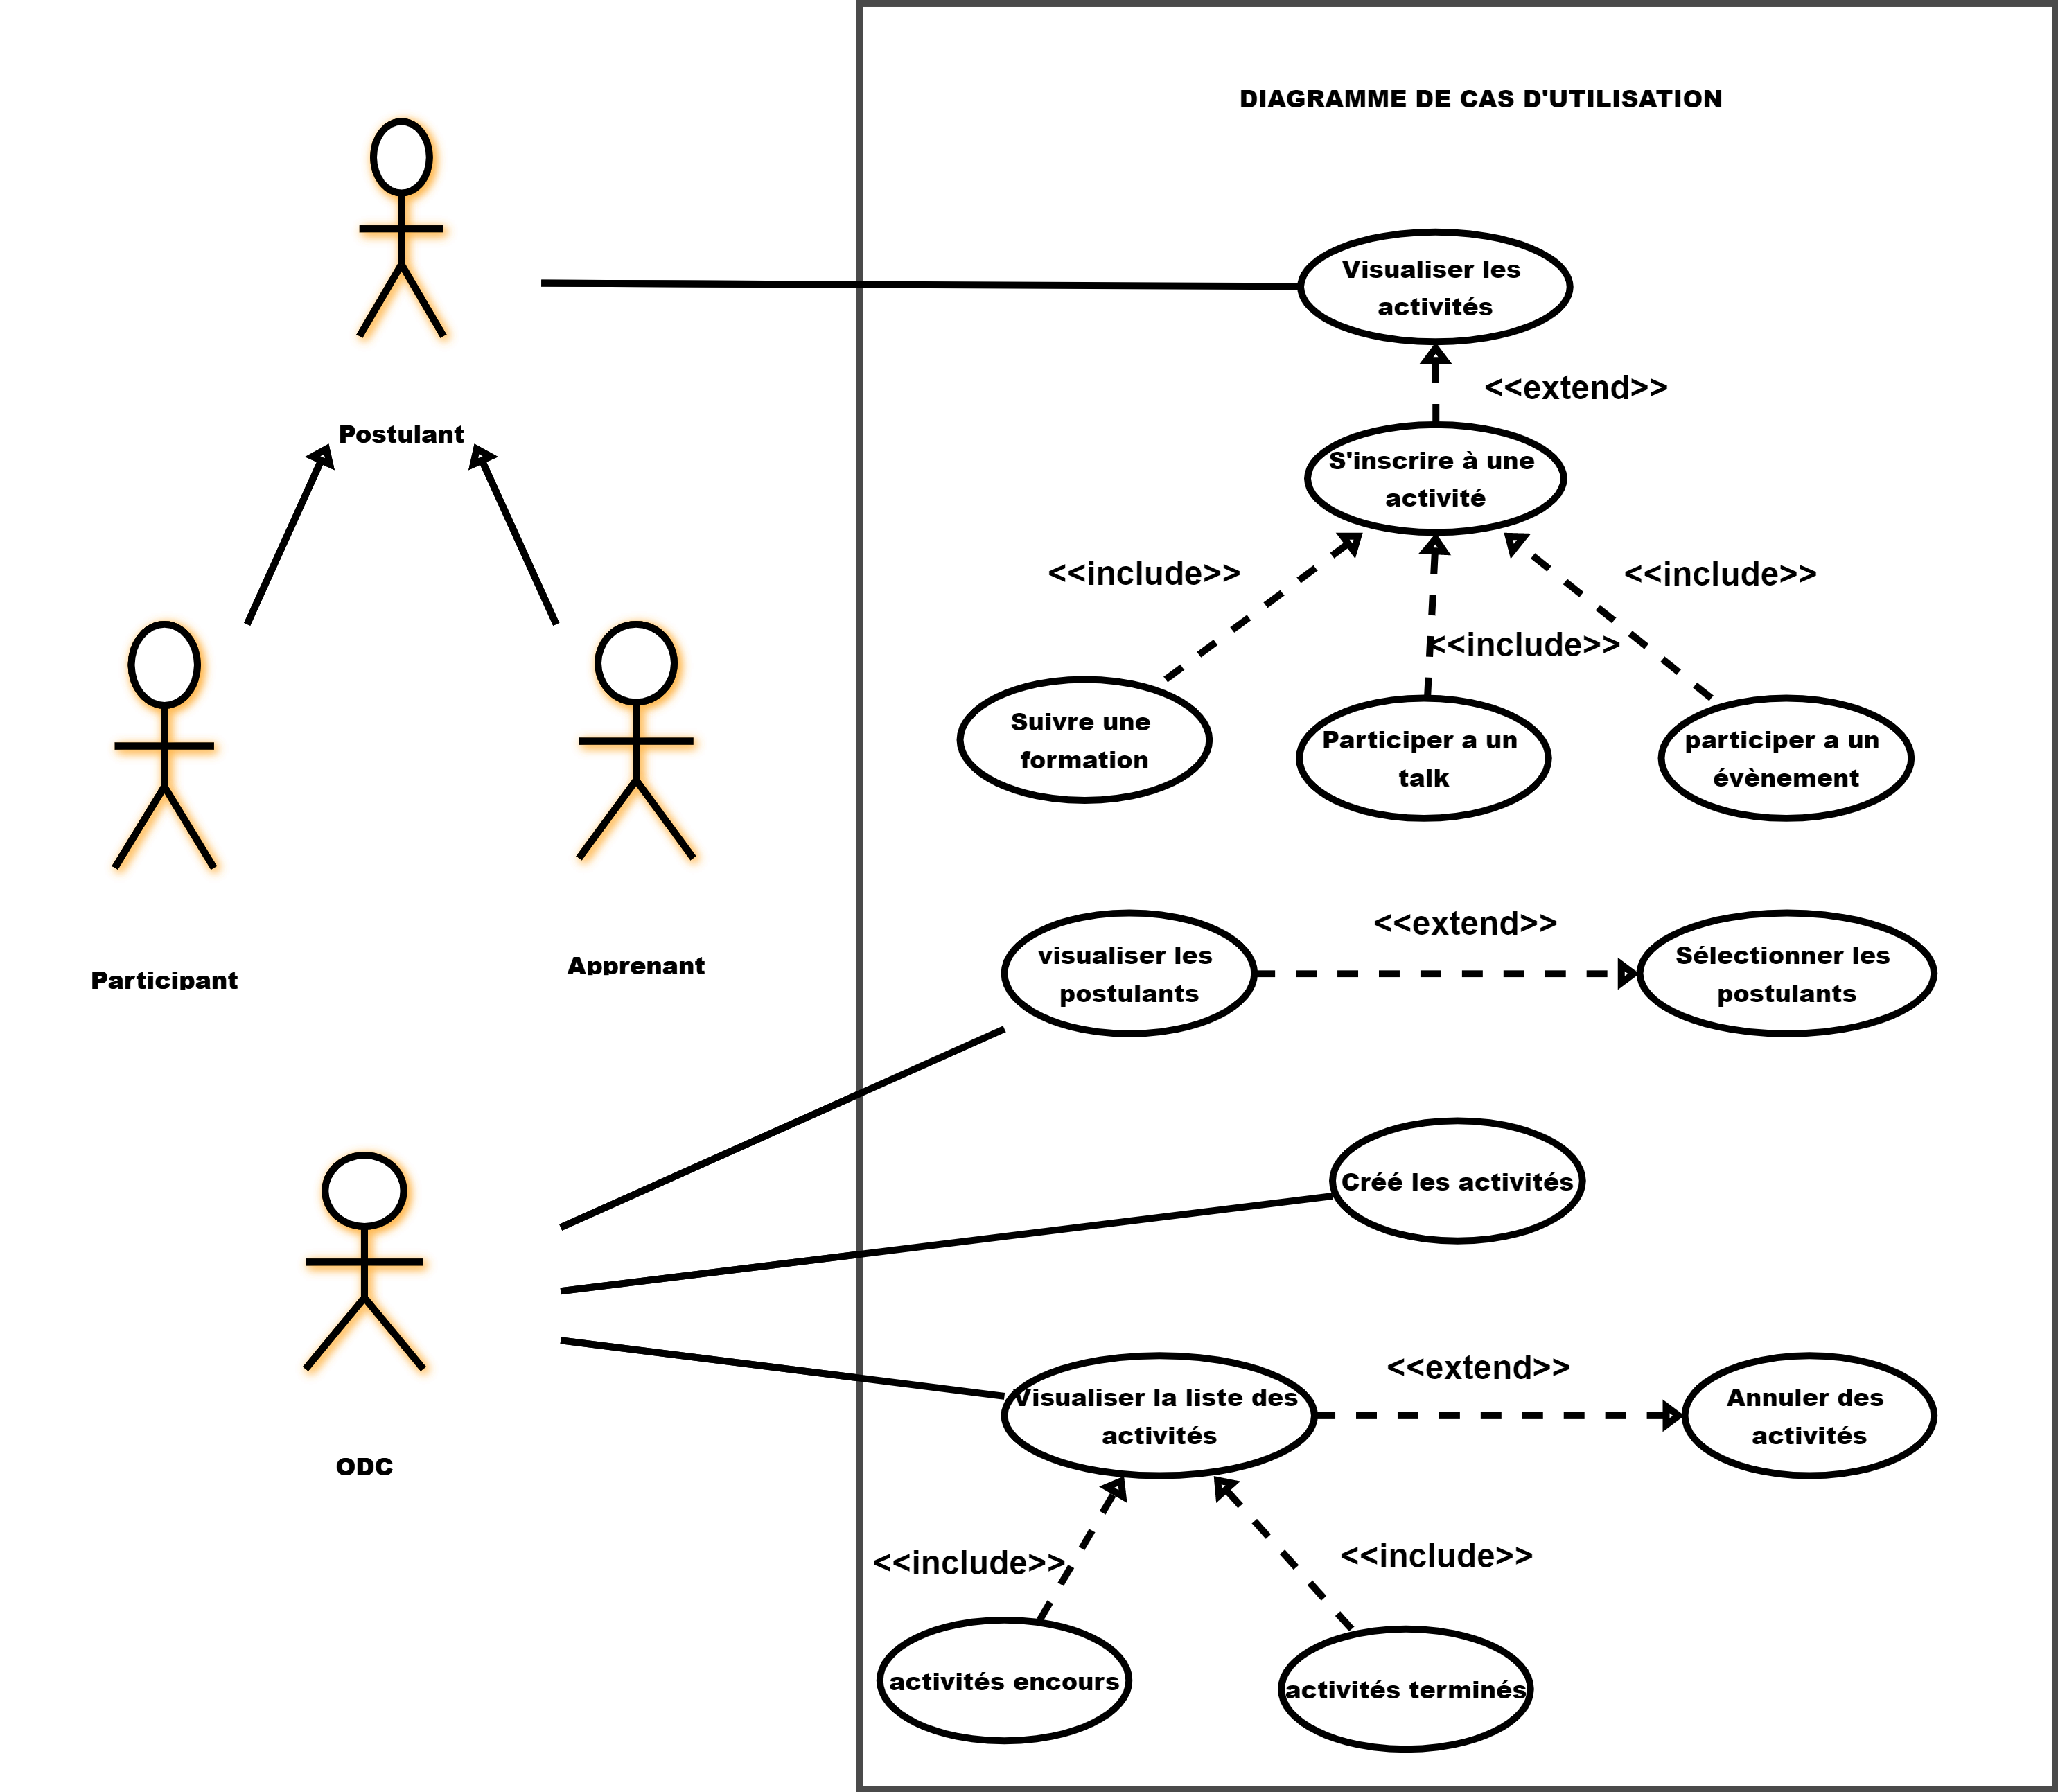 DIAGRAMME DE CAS D'UTILISATION
Visualiser les
activités
<<extend>>
Postulant
S'inscrire à une
activité
<<include>>
<<include>>
<<include>>
Suivre une
formation
Participer a un
talk
participer a un
évènement
Participant
Apprenant
<<extend>>
visualiser les
postulants
Sélectionner les
postulants
Créé les activités
ODC
<<extend>>
Visualiser la liste des
activités
Annuler des
activités
<<include>>
<<include>>
activités encours
activités terminés